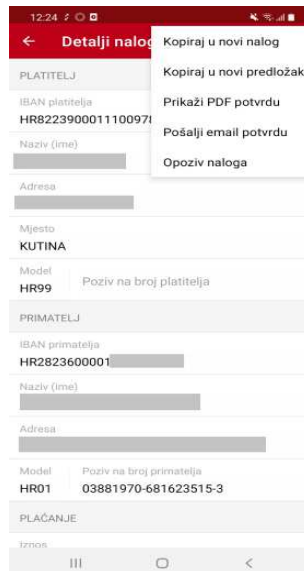 12:24
Detalji nalog
Kopiraj u novi nalog
Kopiraj u novi predložak
Prikaži PDF potvrdu
Pošalji email potvrdu
Opoziv naloga
PLATITELJ
IBAN platitelja
HR8223900011100978
Naziv (ime)
Adresa
Mjesto
KUTINA
Model
HR99 Poziv na broj platitelja
PRIMATELJ
IBAN primatelja
HR2823600001
Naziv (ime)
Adresa
Model Poziv na broj primatelja
HR01 03881970-681623515-3
PLAĆANJE
Iznos